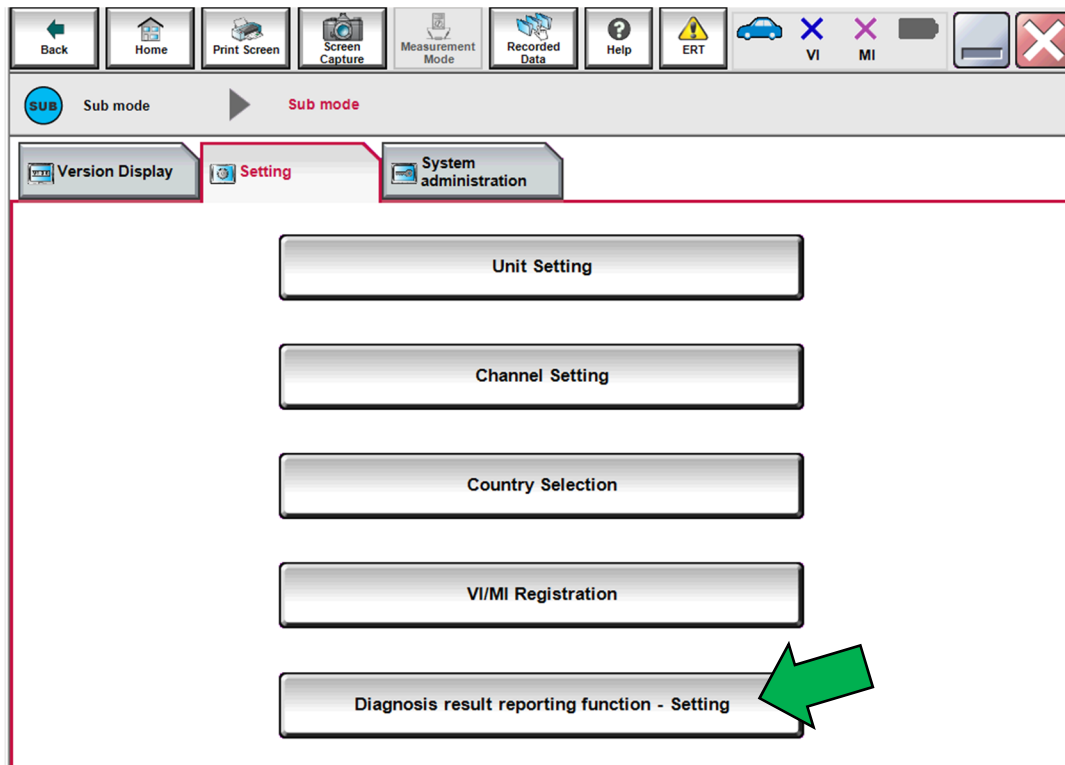 Back
Home
Print Screen
Screen
Capture
Measurement
Mode
Recorded
Data
Help
ERT
VI
MI
SUB
Sub mode
Sub mode
Version Display
Setting
System
administration
Unit Setting
Channel Setting
Country Selection
VI/MI Registration
Diagnosis result reporting function - Setting